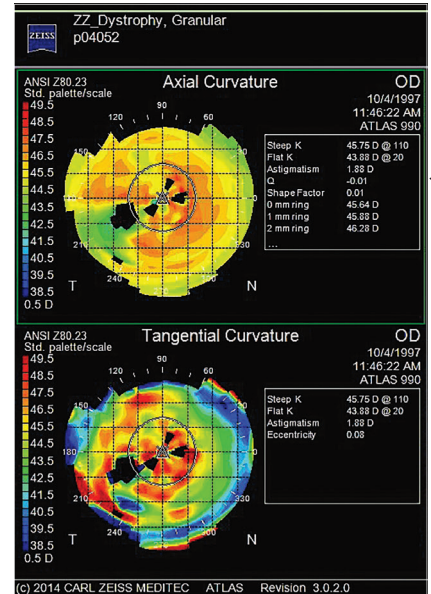 ZEISS
ZZ_Dystrophy, Granular
p04052
ANSI Z80.23
Std. palette/scale
Axial Curvature
OD
10/4/1997
11:46:22 AM
ATLAS 990
49.5
48.5
47.5
46.5
45.5
44.5
43.5
42.5
41.5
40.5
39.5
38.5
0.5 D
90
120
60
150
180
0
210
330
240
270
300
T
N
Steep K 45.75 D @ 110
Flat K 43.88 D @ 20
Astigmatism 1.88 D
Q -0.01
Shape Factor 0.01
0 mm ring 45.64 D
1 mm ring 45.88 D
2 mm ring 46.28 D
...
ANSI Z80.23
Std. palette/scale
Tangential Curvature
OD
10/4/1997
11:46:22 AM
ATLAS 990
49.5
48.5
47.5
46.5
45.5
44.5
43.5
42.5
41.5
40.5
39.5
38.5
0.5 D
90
120
60
150
180
0
210
330
240
270
300
T
N
Steep K 45.75 D @ 110
Flat K 43.88 D @ 20
Astigmatism 1.88 D
Eccentricity 0.08
(c) 2014 CARL ZEISS MEDITEC ATLAS Revision 3.0.2.0